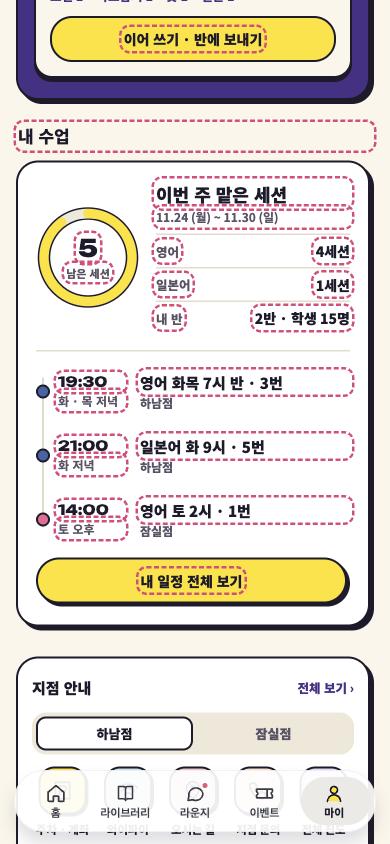 이어 쓰기 · 반에 보내기
내 수업
이번 주 맡은 세션
11.24 (월) ~ 11.30 (일)
5
남은 세션
영어 4세션
일본어 1세션
내 반 2반 · 학생 15명
19:30 영어 화목 7시 반 · 3번
화 · 목 저녁 하남점
21:00 일본어 화 9시 · 5번
화 저녁 하남점
14:00 영어 토 2시 · 1번
토 오후 잠실점
내 일정 전체 보기
지점 안내 전체 보기 ›
하남점 잠실점
홈 라이브러리 라운지 이벤트 마이